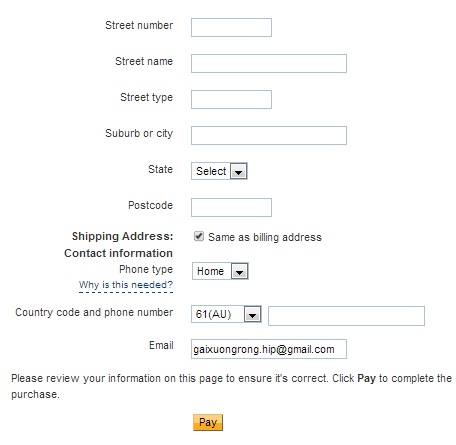 Street number
Street name
Street type
Suburb or city
State Select
Postcode
Shipping Address: Same as billing address
Contact information
Phone type Home
Why is this needed?
Country code and phone number 61(AU)
Email gaixuongrong.hip@gmail.com
Please review your information on this page to ensure it's correct. Click Pay to complete the
purchase.
Pay